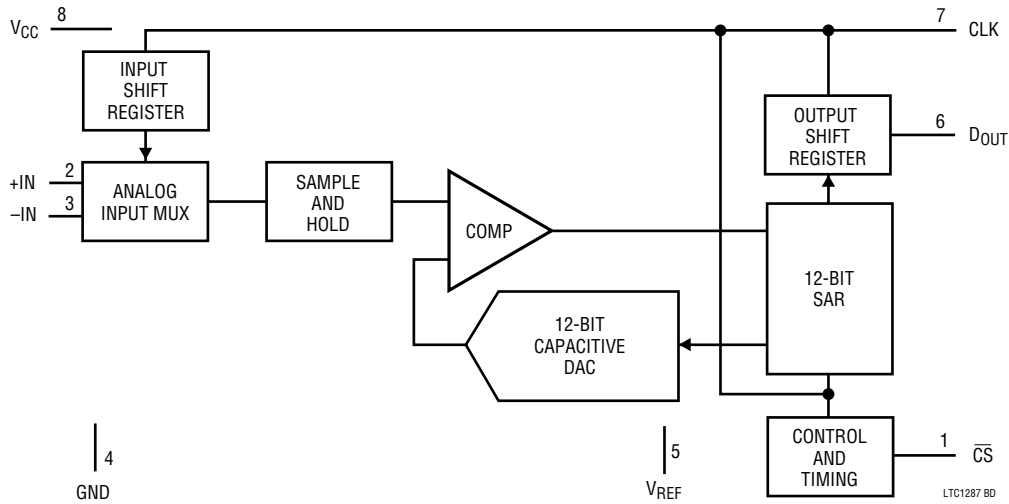 8
VCC
7
CLK
INPUT
SHIFT
REGISTER
OUTPUT
SHIFT
REGISTER
6
DOUT
+IN
2
–IN
3
ANALOG
INPUT MUX
SAMPLE
AND
HOLD
COMP
12-BIT
SAR
12-BIT
CAPACITIVE
DAC
4
GND
5
VREF
CONTROL
AND
TIMING
1
C̅S̅
LTC1287 BD